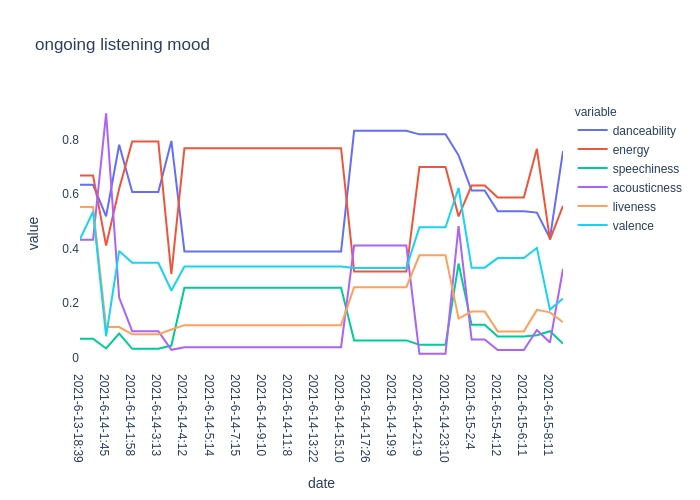 ongoing listening mood
variable
danceability
energy
speechiness
acousticness
liveness
valence
value
0.8
0.6
0.4
0.2
0
2021-6-13-18:39
2021-6-14-1:45
2021-6-14-1:58
2021-6-14-3:13
2021-6-14-4:12
2021-6-14-5:14
2021-6-14-7:15
2021-6-14-9:10
2021-6-14-11:8
2021-6-14-13:22
2021-6-14-15:10
2021-6-14-17:26
2021-6-14-19:9
2021-6-14-21:9
2021-6-14-23:10
2021-6-15-2:4
2021-6-15-4:12
2021-6-15-6:11
2021-6-15-8:11
date